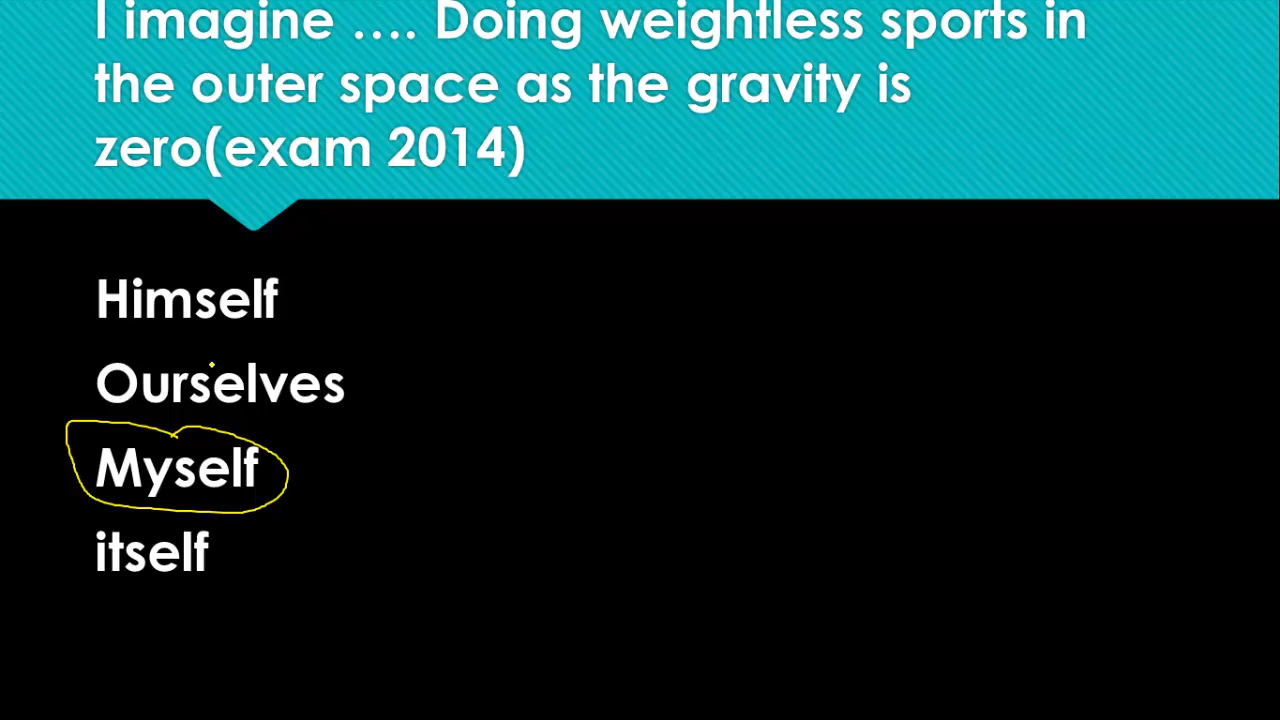 I imagine …. Doing weightless sports in
the outer space as the gravity is
zero(exam 2014)
Himself
Ourselves
Myself
itself